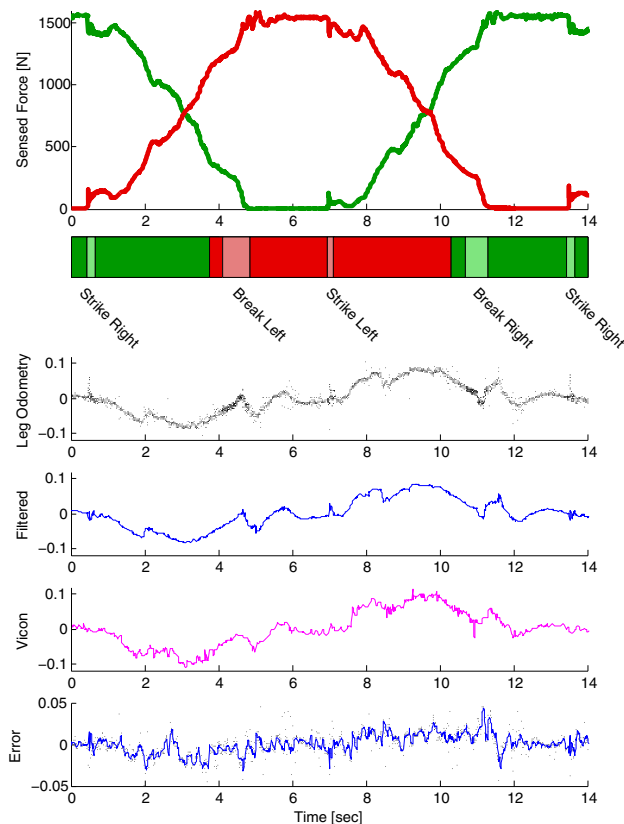 Sensed Force [N]
1500
1000
500
0
0 2 4 6 8 10 12 14
Strike Right
Break Left
Strike Left
Break Right
Strike Right
Leg Odometry
0.1
0
−0.1
0 2 4 6 8 10 12 14
Filtered
0.1
0
−0.1
0 2 4 6 8 10 12 14
Vicon
0.1
0
−0.1
0 2 4 6 8 10 12 14
Error
0.05
0
−0.05
0 2 4 6 8 10 12 14
Time [sec]